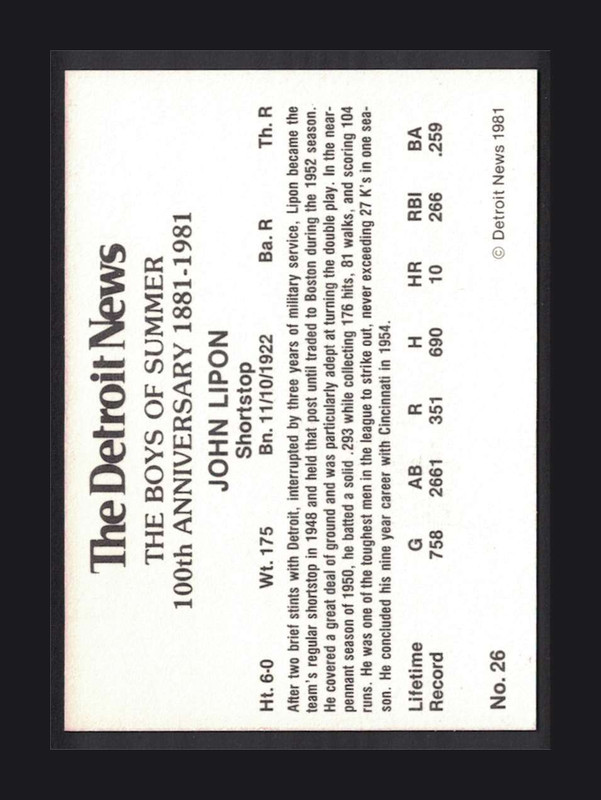 The Detroit News
THE BOYS OF SUMMER
100th ANNIVERSARY 1881-1981
JOHN LIPON
Shortstop
Ht. 6-0 Wt. 175 Bn. 11/10/1922 Ba. R Th. R
After two brief stints with Detroit, interrupted by three years of military service, Lipon became the
team's regular shortstop in 1948 and held that post until traded to Boston during the 1952 season.
He covered a great deal of ground and was particularly adept at turning the double play. In the near-
pennant season of 1950, he batted a solid .293 while collecting 176 hits, 81 walks, and scoring 104
runs. He was one of the toughest men in the league to strike out, never exceeding 27 K's in one sea-
son. He concluded his nine year career with Cincinnati in 1954.
Lifetime G AB R H HR RBI BA
Record 758 2661 351 690 10 266 .259
No. 26 © Detroit News 1981